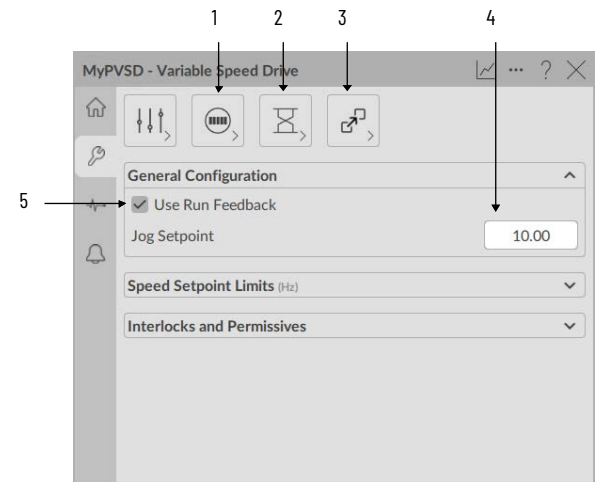 1 2 3 4
MyPVSD - Variable Speed Drive
General Configuration
5
Use Run Feedback
Jog Setpoint 10.00
Speed Setpoint Limits (Hz)
Interlocks and Permissives